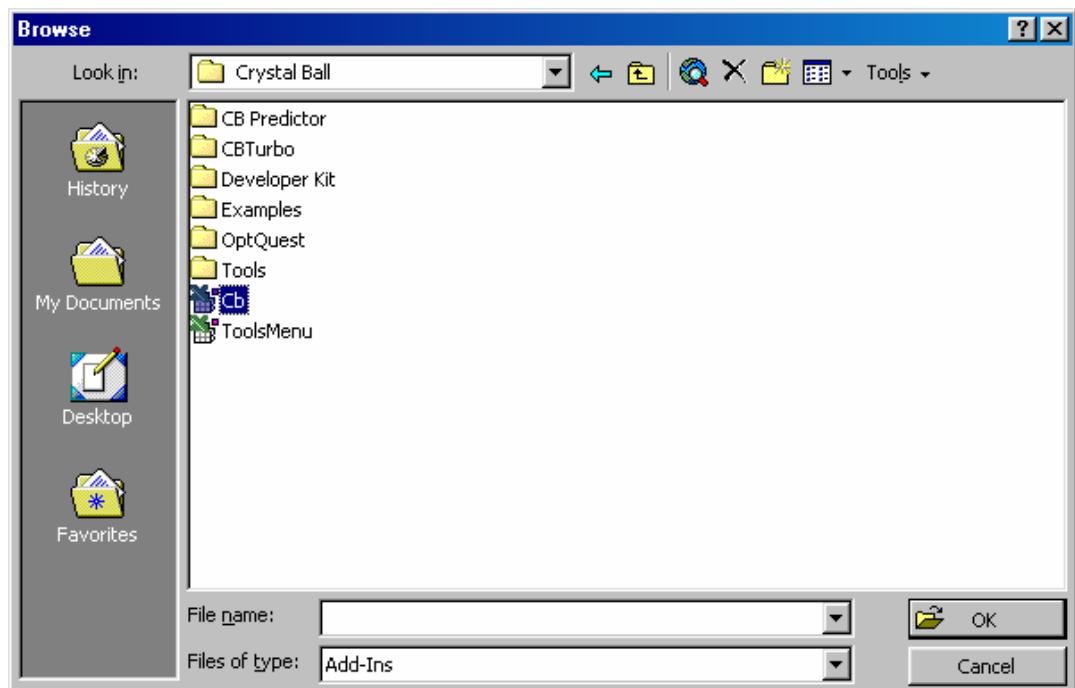 Browse
Look in: Crystal Ball Tools
History
My Documents
Desktop
Favorites
CB Predictor
CBTurbo
Developer Kit
Examples
OptQuest
Tools
Cb
ToolsMenu
File name: OK
Files of type: Add-Ins Cancel